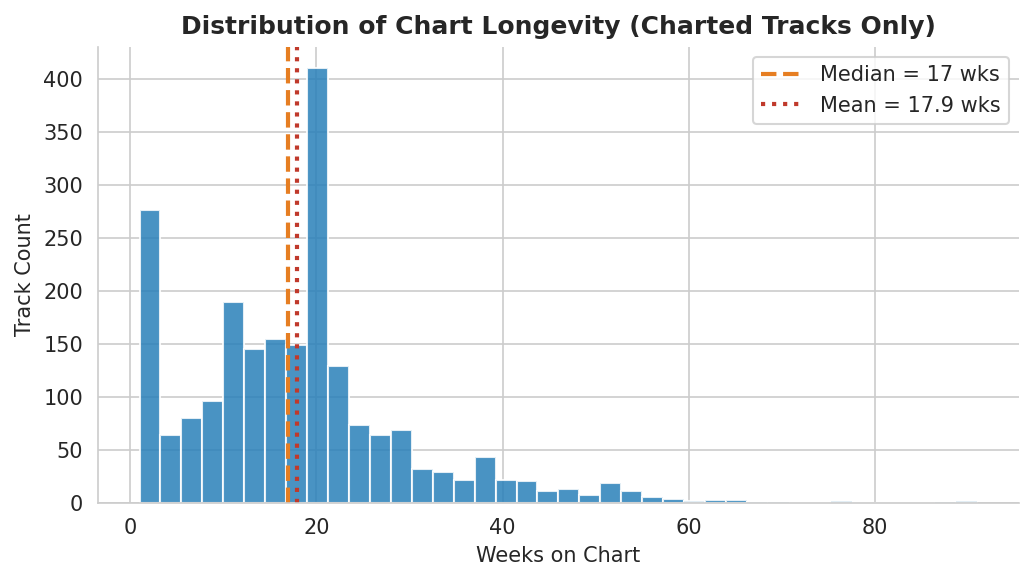 Distribution of Chart Longevity (Charted Tracks Only)
Median = 17 wks
Mean = 17.9 wks
Track Count
400
350
300
250
200
150
100
50
0
0 20 40 60 80
Weeks on Chart